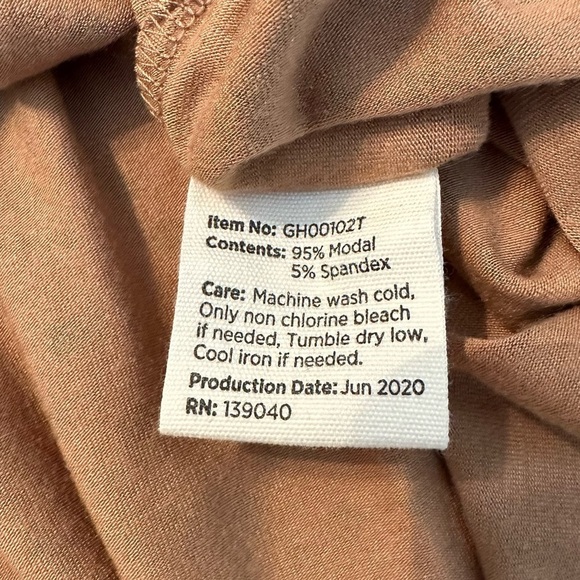 Item No: GH00102T
Contents: 95% Modal
5% Spandex
Care: Machine wash cold,
Only non chlorine bleach
if needed, Tumble dry low,
Cool iron if needed.
Production Date: Jun 2020
RN: 139040